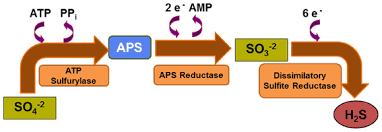 ATP PPi
2 e⁻ AMP
6 e⁻
APS
SO₃⁻²
ATP
Sulfurylase
APS Reductase
Dissimilatory
Sulfite Reductase
SO₄⁻²
H₂S